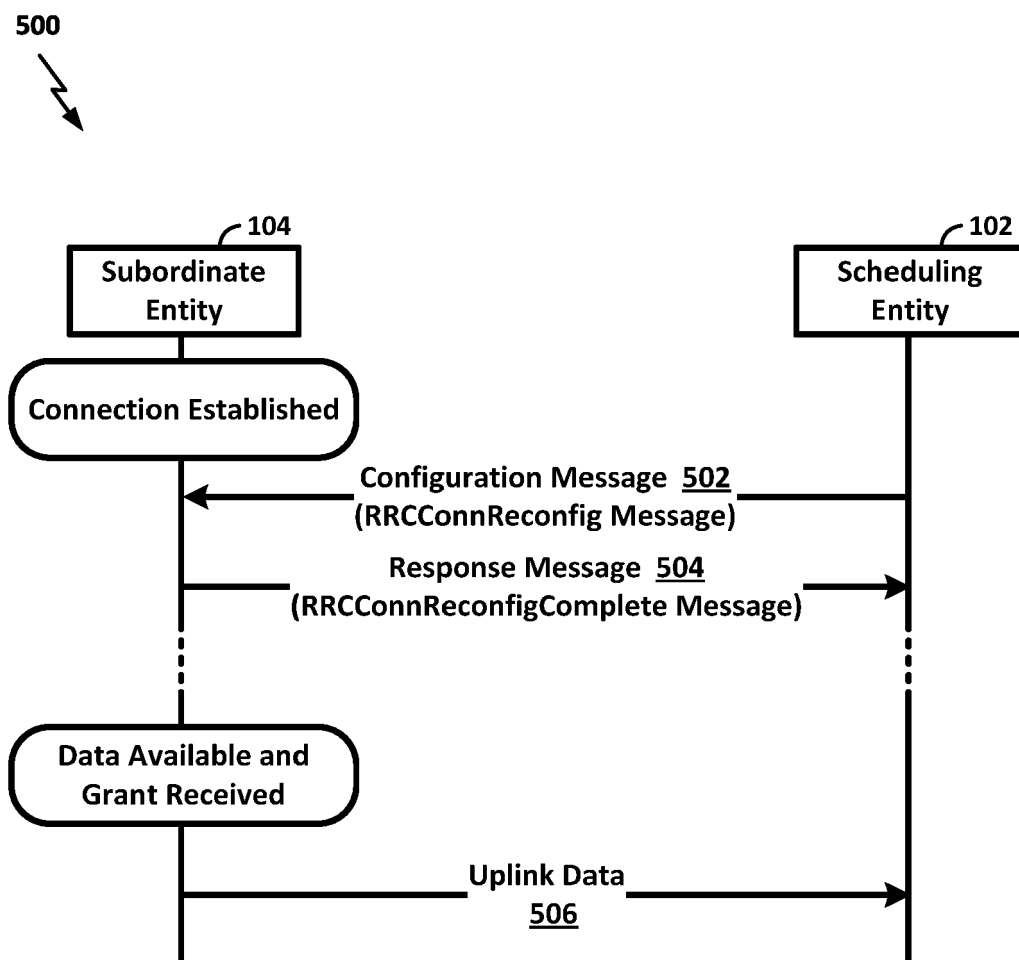 500
104
102
Subordinate
Entity
Scheduling
Entity
Connection Established
Configuration Message 502
(RRCConnReconfig Message)
Response Message 504
(RRCConnReconfigComplete Message)
Data Available and
Grant Received
Uplink Data
506